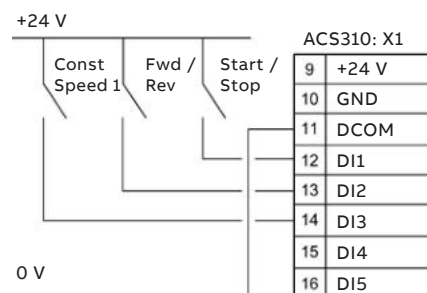 +24 V
Const
Speed 1
Fwd /
Rev
Start /
Stop
ACS310: X1
9 +24 V
10 GND
11 DCOM
12 DI1
13 DI2
14 DI3
15 DI4
16 DI5
0 V